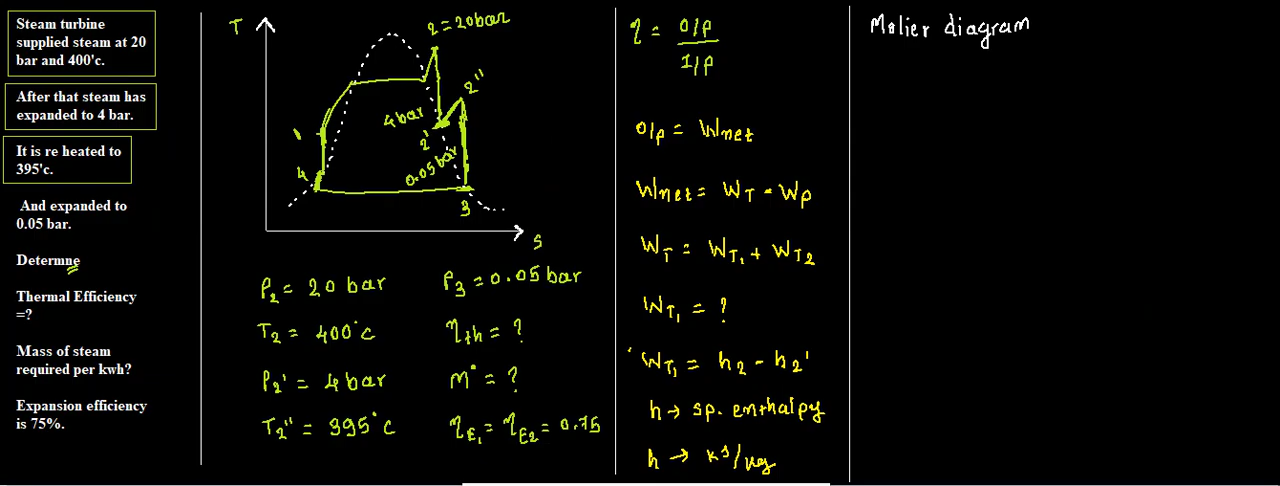 Steam turbine
supplied steam at 20
bar and 400'c.
After that steam has
expanded to 4 bar.
It is re heated to
395'c.
And expanded to
0.05 bar.
Determne
Thermal Efficiency
=?
Mass of steam
required per kwh?
Expansion efficiency
is 75%.
T
2 = 20 bar
2"
4 bar
2'
1
0.05 bar
4
3
S
P2 = 20 bar
P3 = 0.05 bar
T2 = 400°C
ηth = ?
P2' = 4 bar
m° = ?
T2" = 395°C
ηE1 = ηE2 = 0.75
η = O/P
I/P
O/P = Wnet
Wnet = WT - WP
WT = WT1 + WT2
WT1 = ?
WT1 = h2 - h2'
h → sp. enthalpy
h → kJ/kg
Molier diagram